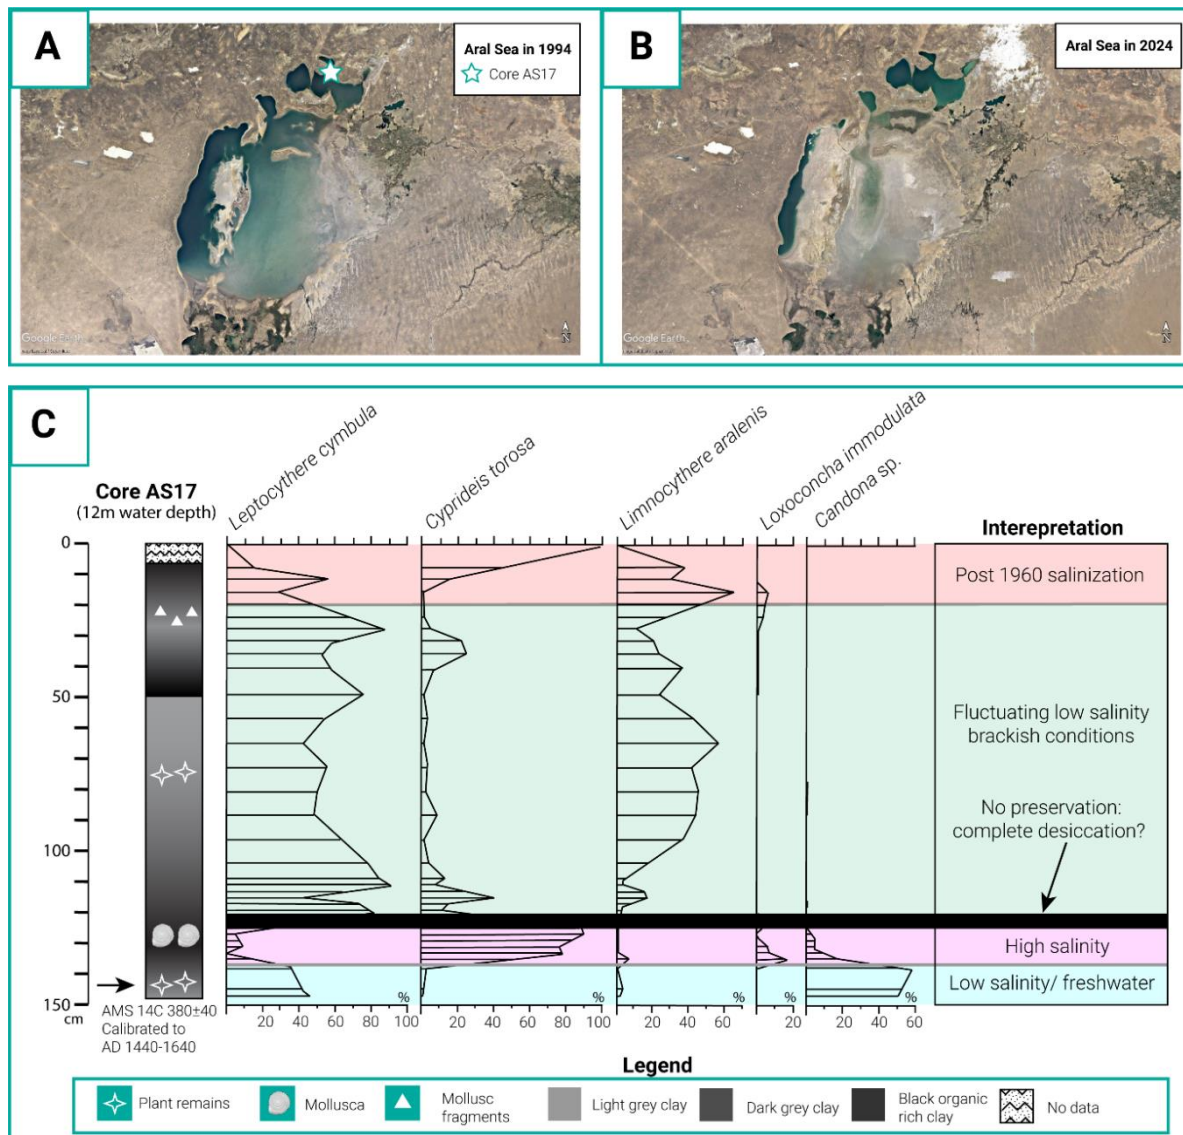 A
Aral Sea in 1994
Core AS17
Google Earth
N
B
Aral Sea in 2024
Google Earth
N
C
Leptocythere cymbula
Cyprideis torosa
Limnocythere aralenis
Loxoconcha immodulata
Candona sp.
Core AS17
(12m water depth)
Interepretation
0
50
100
150
cm
Post 1960 salinization
Fluctuating low salinity
brackish conditions
No preservation:
complete desiccation?
High salinity
Low salinity/ freshwater
% % % % %
20 40 60 80 100
20 40 60 80 100
20 40 60
20
20 40 60
AMS 14C 380±40
Calibrated to
AD 1440-1640
Legend
Plant remains
Mollusca
Mollusc
fragments
Light grey clay
Dark grey clay
Black organic
rich clay
No data